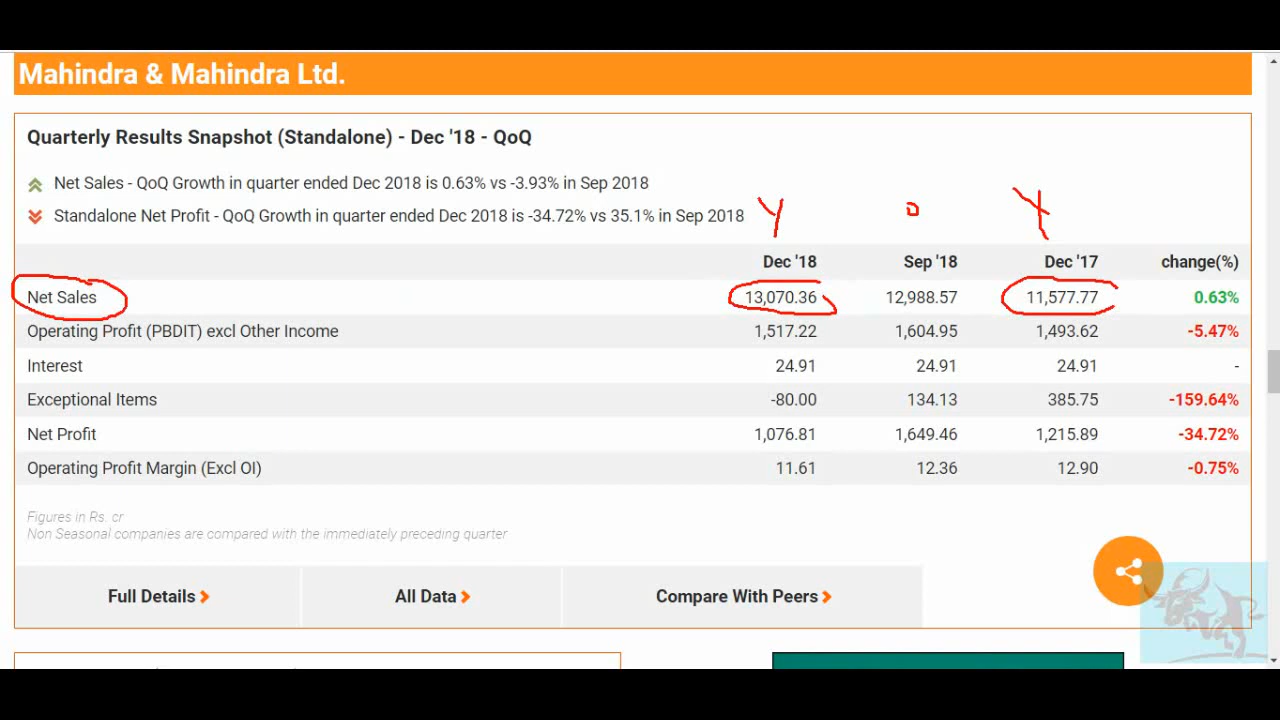 Mahindra & Mahindra Ltd.
Quarterly Results Snapshot (Standalone) - Dec '18 - QoQ
Net Sales - QoQ Growth in quarter ended Dec 2018 is 0.63% vs -3.93% in Sep 2018
Standalone Net Profit - QoQ Growth in quarter ended Dec 2018 is -34.72% vs 35.1% in Sep 2018
Y
Dec '18 Sep '18 Dec '17 change(%)
Net Sales 13,070.36 12,988.57 11,577.77 0.63%
Operating Profit (PBDIT) excl Other Income 1,517.22 1,604.95 1,493.62 -5.47%
Interest 24.91 24.91 24.91 -
Exceptional Items -80.00 134.13 385.75 -159.64%
Net Profit 1,076.81 1,649.46 1,215.89 -34.72%
Operating Profit Margin (Excl OI) 11.61 12.36 12.90 -0.75%
Figures in Rs. cr
Non Seasonal companies are compared with the immediately preceding quarter
Full Details All Data Compare With Peers